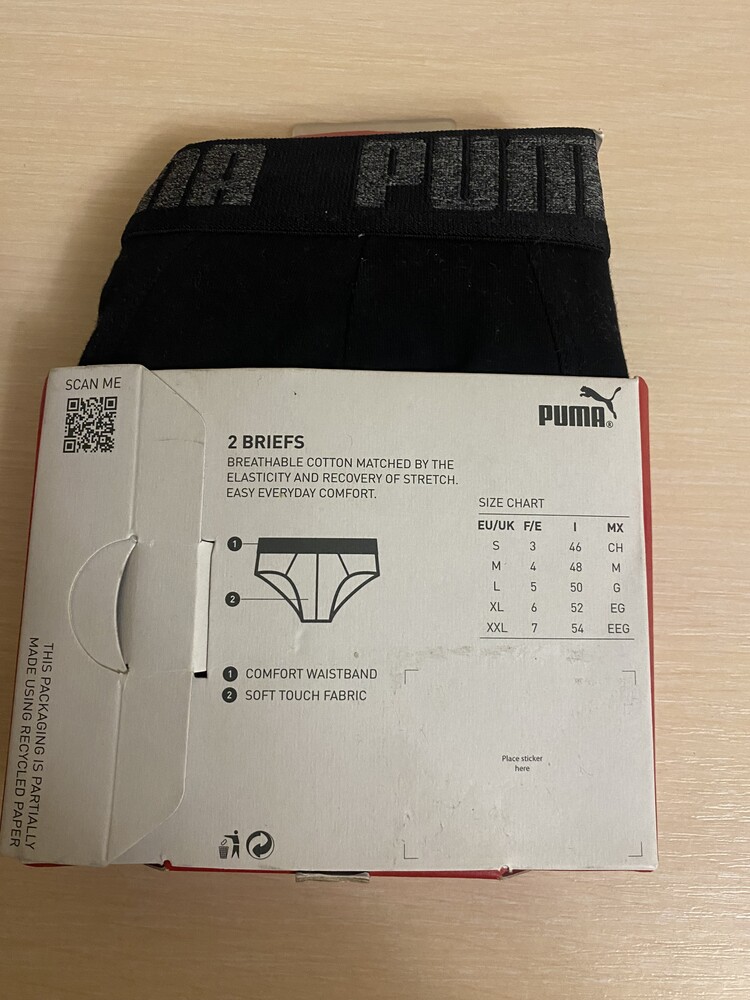 MA PUM
SCAN ME
PUMA®
2 BRIEFS
BREATHABLE COTTON MATCHED BY THE
ELASTICITY AND RECOVERY OF STRETCH.
EASY EVERYDAY COMFORT.
SIZE CHART
EU/UK F/E I MX
S 3 46 CH
M 4 48 M
L 5 50 G
XL 6 52 EG
XXL 7 54 EEG
1
2
1 COMFORT WAISTBAND
2 SOFT TOUCH FABRIC
Place sticker
here
THIS PACKAGING IS PARTIALLY
MADE USING RECYCLED PAPER